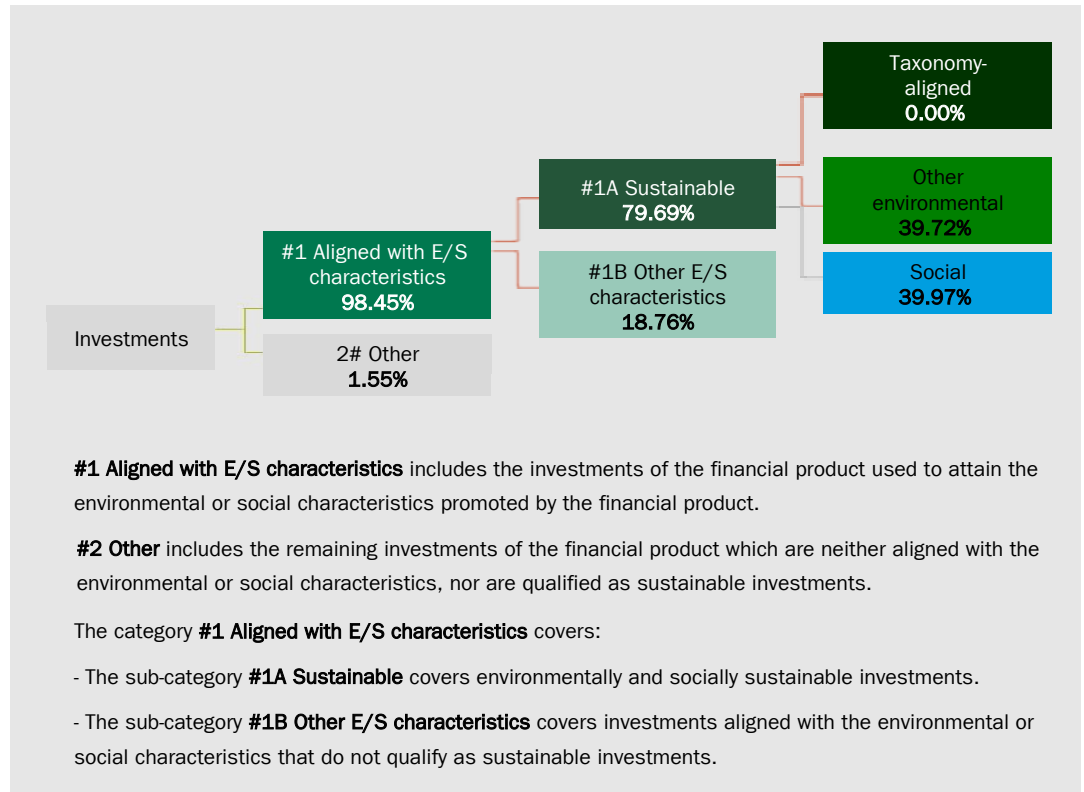 Taxonomy-
aligned
0.00%
#1A Sustainable
79.69%
Other
environmental
39.72%
#1 Aligned with E/S
characteristics
98.45%
#1B Other E/S
characteristics
18.76%
Social
39.97%
Investments
2# Other
1.55%
#1 Aligned with E/S characteristics includes the investments of the financial product used to attain the
environmental or social characteristics promoted by the financial product.
#2 Other includes the remaining investments of the financial product which are neither aligned with the
environmental or social characteristics, nor are qualified as sustainable investments.
The category #1 Aligned with E/S characteristics covers:
- The sub-category #1A Sustainable covers environmentally and socially sustainable investments.
- The sub-category #1B Other E/S characteristics covers investments aligned with the environmental or
social characteristics that do not qualify as sustainable investments.